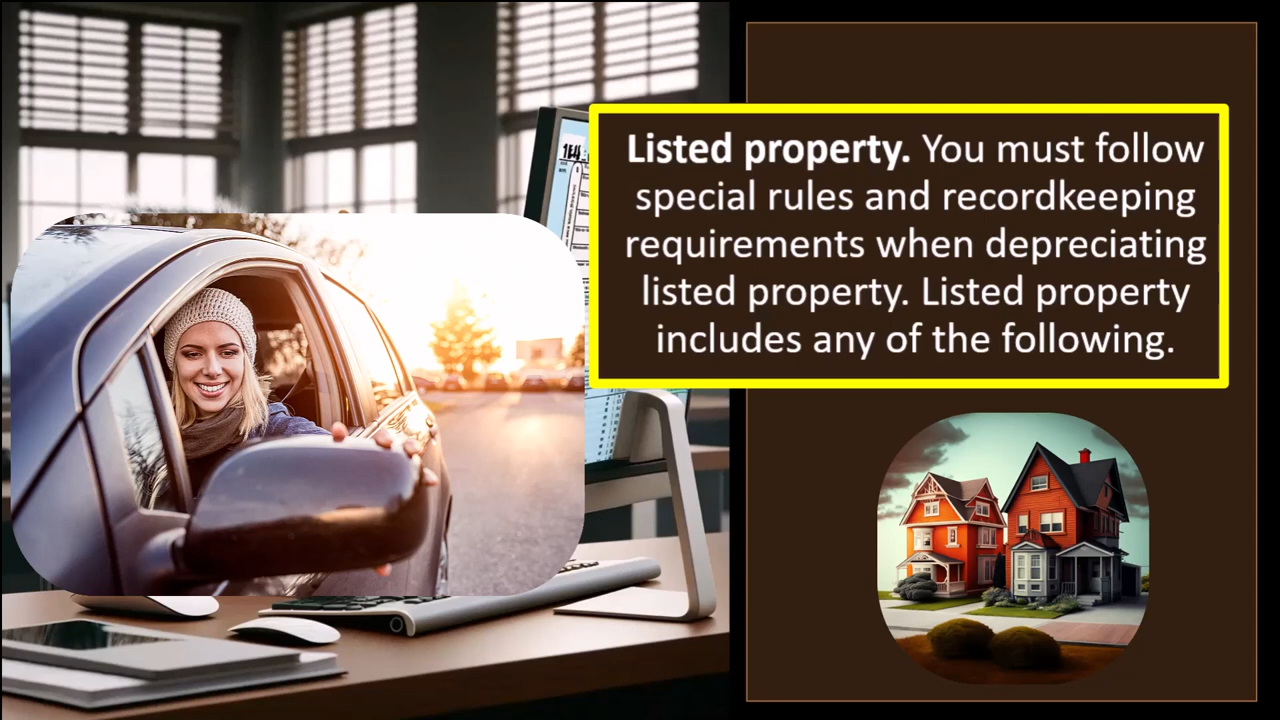 Listed property. You must follow
special rules and recordkeeping
requirements when depreciating
listed property. Listed property
includes any of the following.